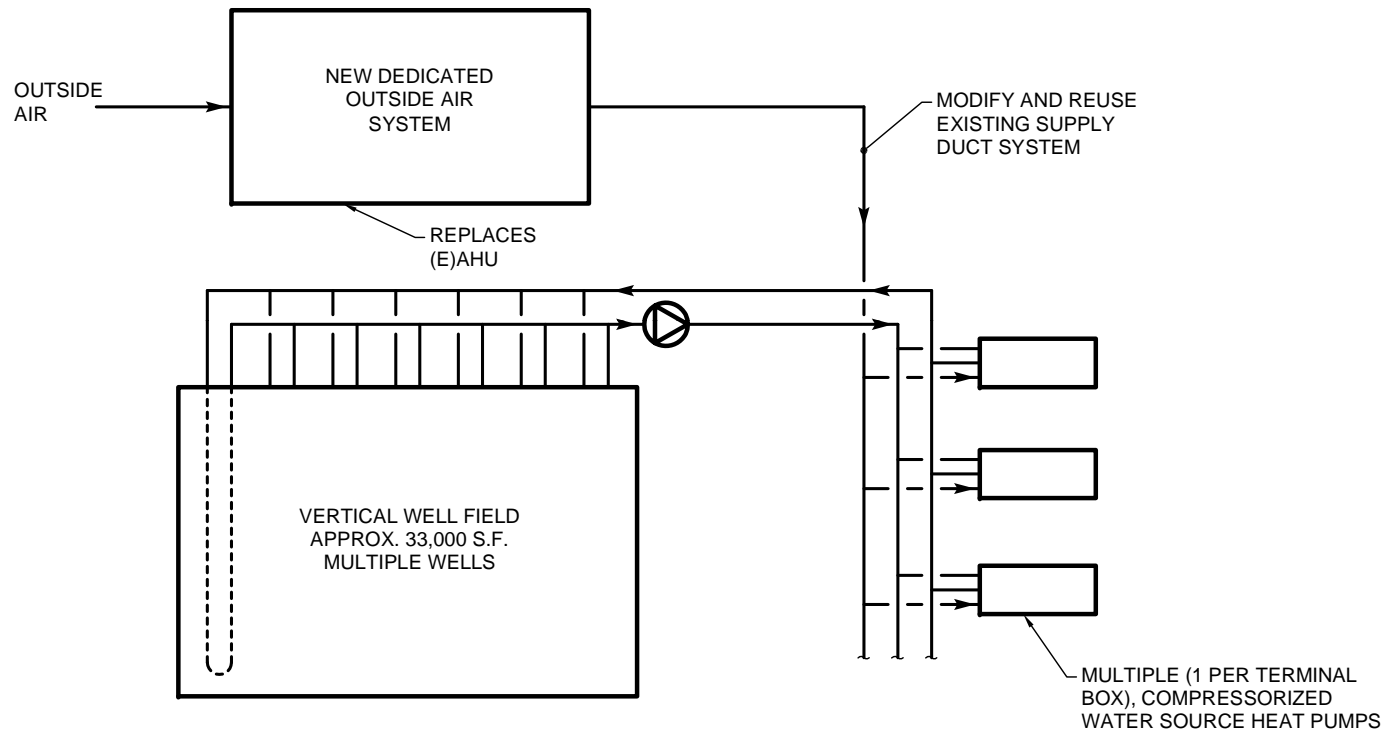 OUTSIDE
AIR
NEW DEDICATED
OUTSIDE AIR
SYSTEM
MODIFY AND REUSE
EXISTING SUPPLY
DUCT SYSTEM
REPLACES
(E)AHU
VERTICAL WELL FIELD
APPROX. 33,000 S.F.
MULTIPLE WELLS
MULTIPLE (1 PER TERMINAL
BOX), COMPRESSORIZED
WATER SOURCE HEAT PUMPS